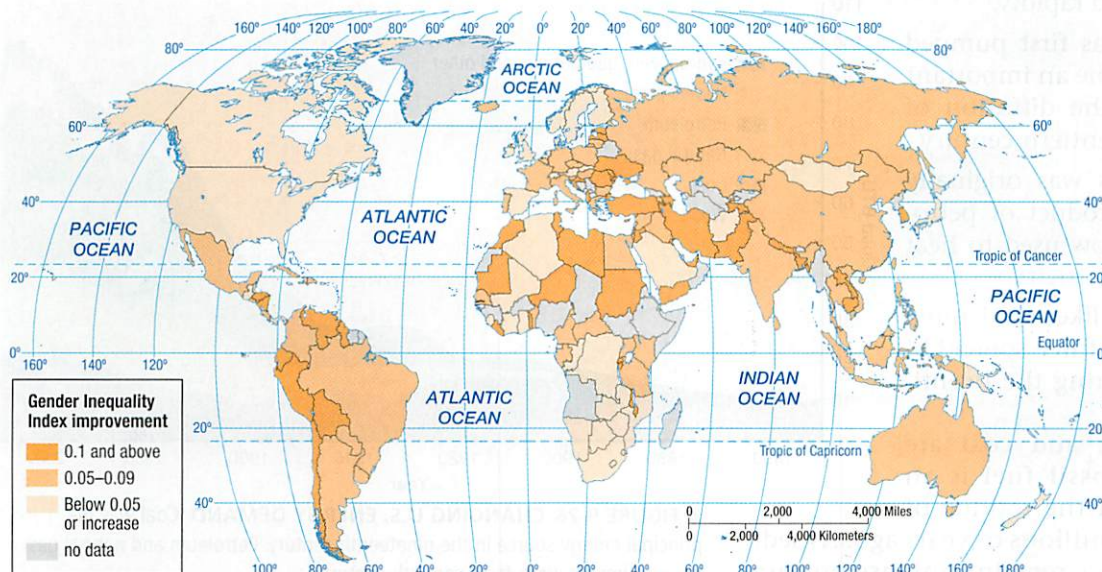 160° 140° 120° 80° 60° 40° 20° 0° 20° 40° 60° 80° 120° 140° 160° 180°
80° 80°
ARCTIC
OCEAN
60° 60°
40° 40°
PACIFIC
OCEAN
ATLANTIC
OCEAN
Tropic of Cancer
20° 20°
PACIFIC
OCEAN
Equator
0° 0°
160° 140° 120°
INDIAN
OCEAN
ATLANTIC
OCEAN
Gender Inequality
Index improvement
0.1 and above
0.05–0.09
Below 0.05
or increase
no data
20° 20°
Tropic of Capricorn
40° 40°
0 2,000 4,000 Miles
0 2,000 4,000 Kilometers
100° 80° 60° 40° 20° 0° 20° 40° 60° 80° 100° 120° 140° 160° 180°